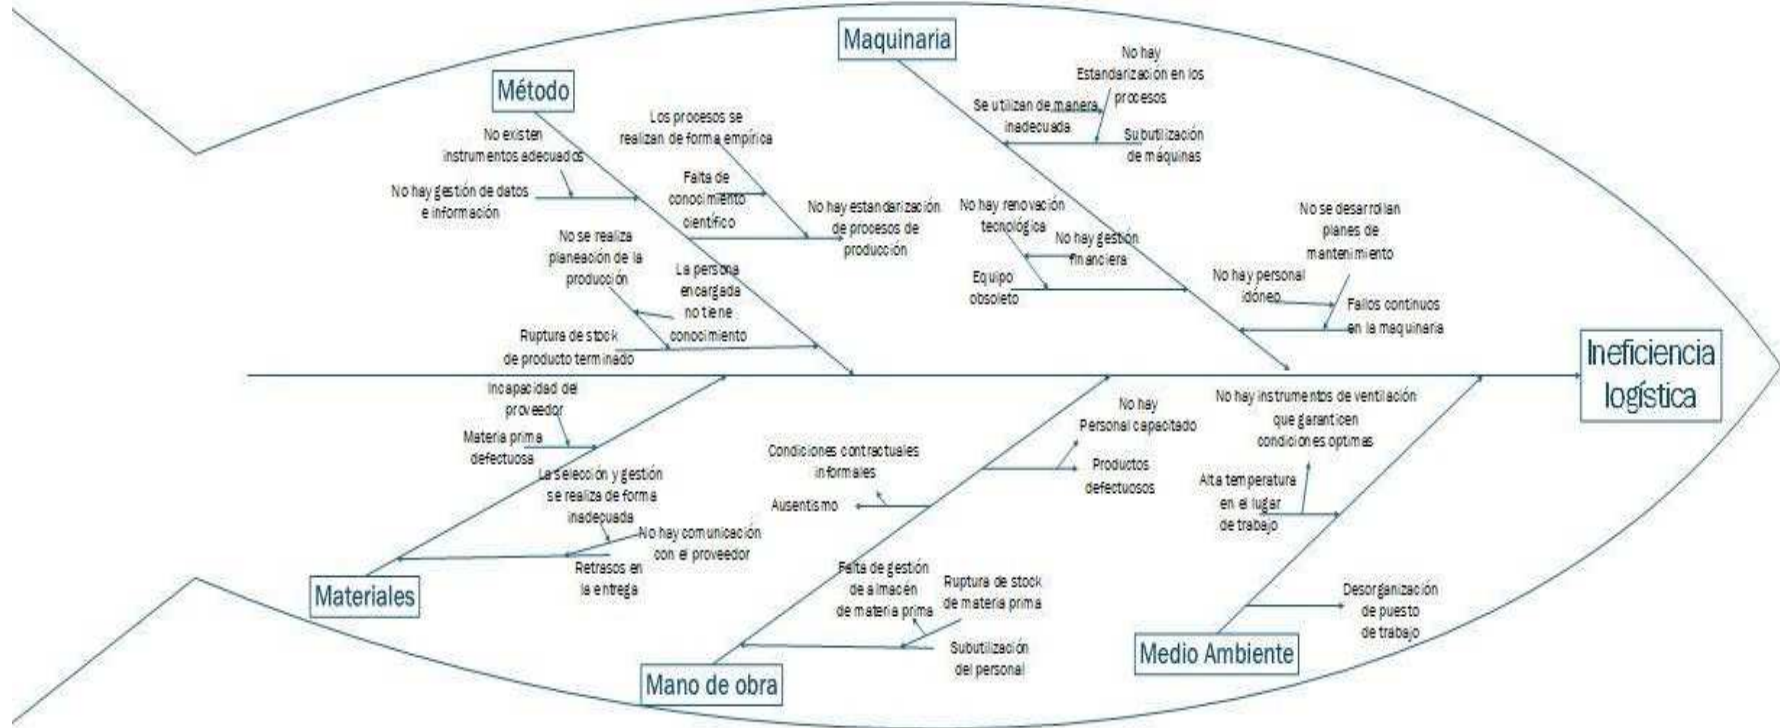 Maquinaria
No hay
Estandarización en los
procesos
Se utilizan de manera
inadecuada
Subutilización
de máquinas
Método
Los procesos se
realizan de forma empírica
No existen
instrumentos adecuados
Falta de
conocimiento
científico
No hay gestión de datos
e información
No hay estandarización
de procesos de
producción
No hay renovación
tecnológica
No hay gestión
financiera
Equipo
obsoleto
No se desarrollan
planes de
mantenimiento
No hay personal
idóneo
Fallos continuos
en la maquinaria
No se realiza
planeación de la
producción
La persona
encargada
no tiene
conocimiento
Ruptura de stock
de producto terminado
Ineficiencia
logística
Incapacidad del
proveedor
Materia prima
defectuosa
La selección y gestión
se realiza de forma
inadecuada
No hay comunicación
con el proveedor
Retrasos en
la entrega
Materiales
No hay
Personal capacitado
Productos
defectuosos
Condiciones contractuales
informales
Ausentismo
Falta de gestión
de almacén
de materia prima
Ruptura de stock
de materia prima
Subutilización
del personal
Mano de obra
No hay instrumentos de ventilación
que garanticen
condiciones optimas
Alta temperatura
en el lugar
de trabajo
Desorganización
de puesto
de trabajo
Medio Ambiente